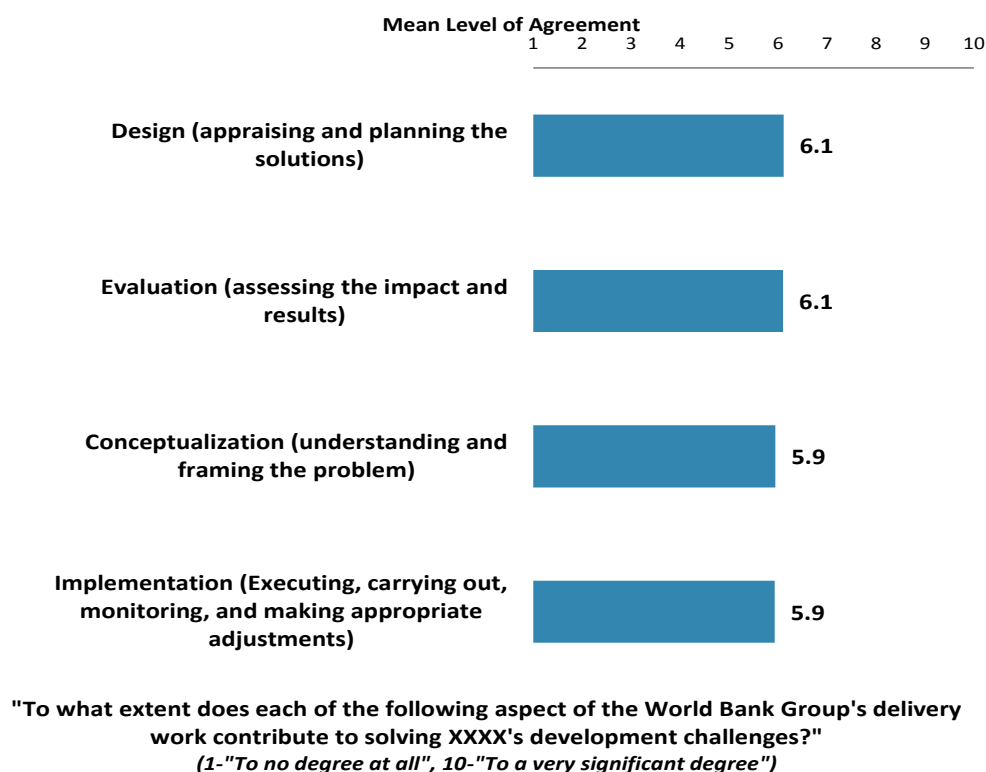 Mean Level of Agreement
1 2 3 4 5 6 7 8 9 10
Design (appraising and planning the
solutions)
6.1
Evaluation (assessing the impact and
results)
6.1
Conceptualization (understanding and
framing the problem)
5.9
Implementation (Executing, carrying out,
monitoring, and making appropriate
adjustments)
5.9
"To what extent does each of the following aspect of the World Bank Group's delivery
work contribute to solving XXXX's development challenges?"
(1-"To no degree at all", 10-"To a very significant degree")